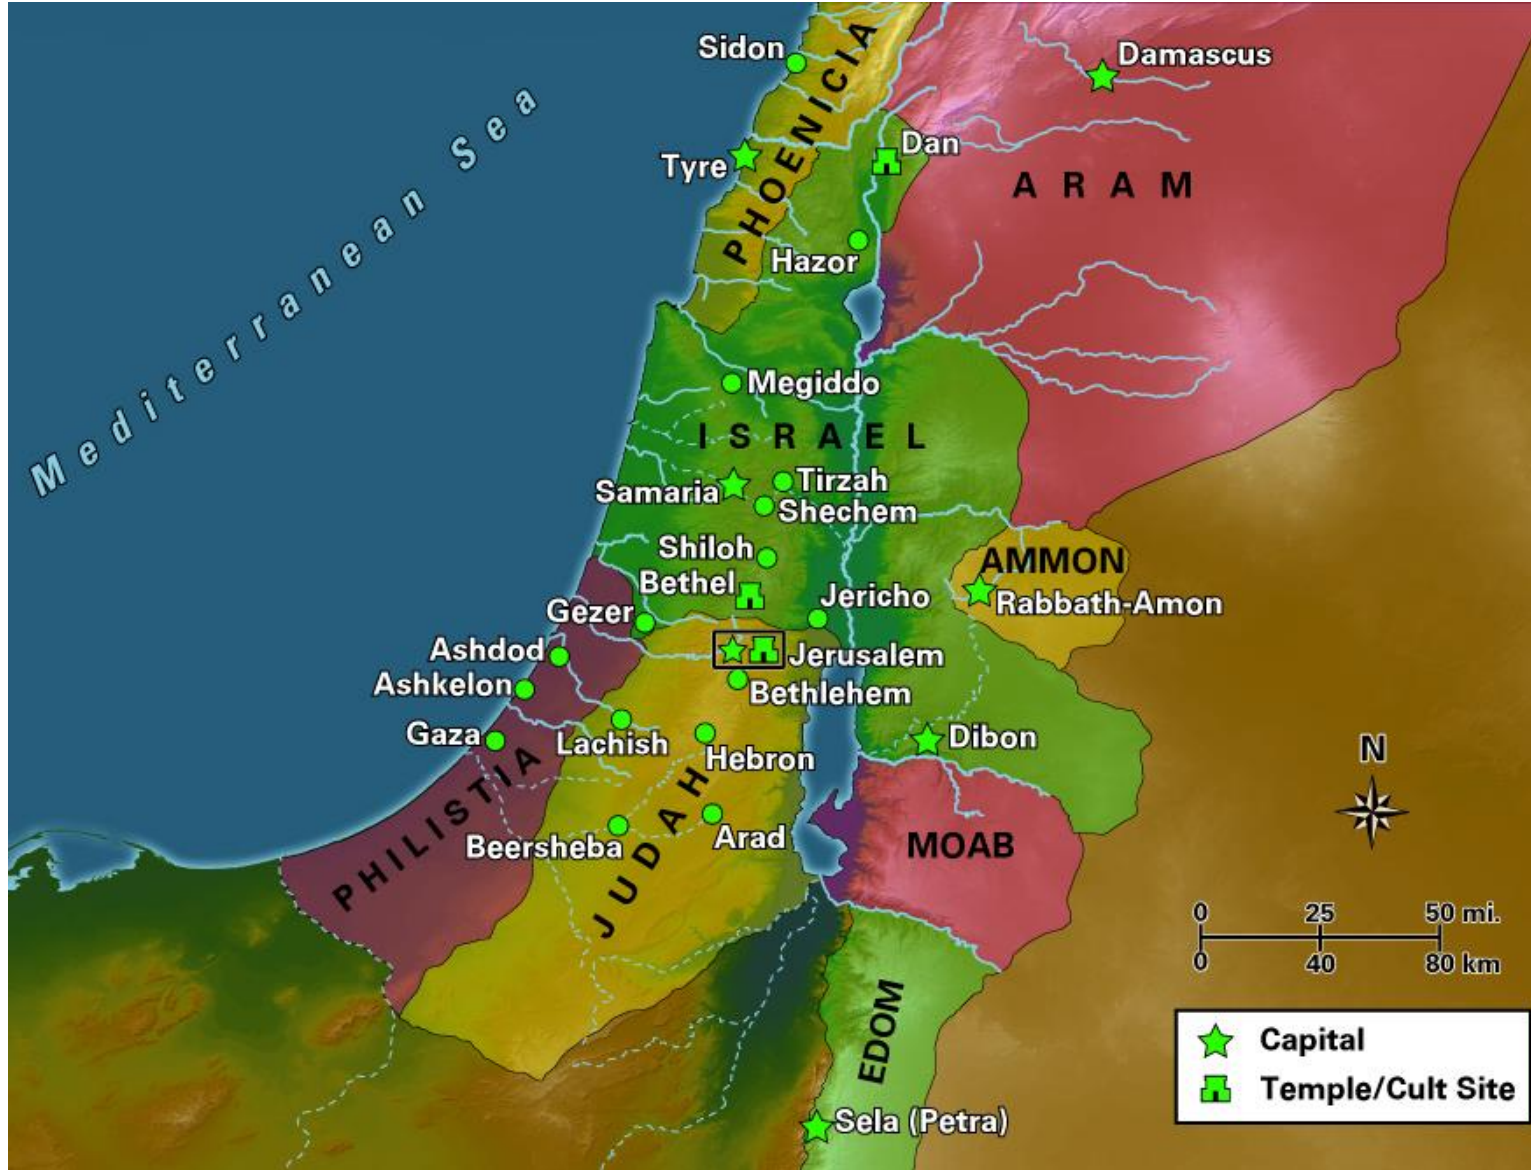 Sidon
PHOENICIA
Damascus
Tyre
Dan
ARAM
Hazor
Mediterranean Sea
Megiddo
ISRAEL
Samaria
Tirzah
Shechem
Shiloh
AMMON
Bethel
Jericho
Rabbath-Amon
Gezer
Ashdod
Jerusalem
Ashkelon
Bethlehem
Gaza
Lachish
Hebron
Dibon
N
PHILISTIA
JUDAH
Beersheba
Arad
MOAB
0 25 50 mi.
0 40 80 km
EDOM
Capital
Temple/Cult Site
Sela (Petra)